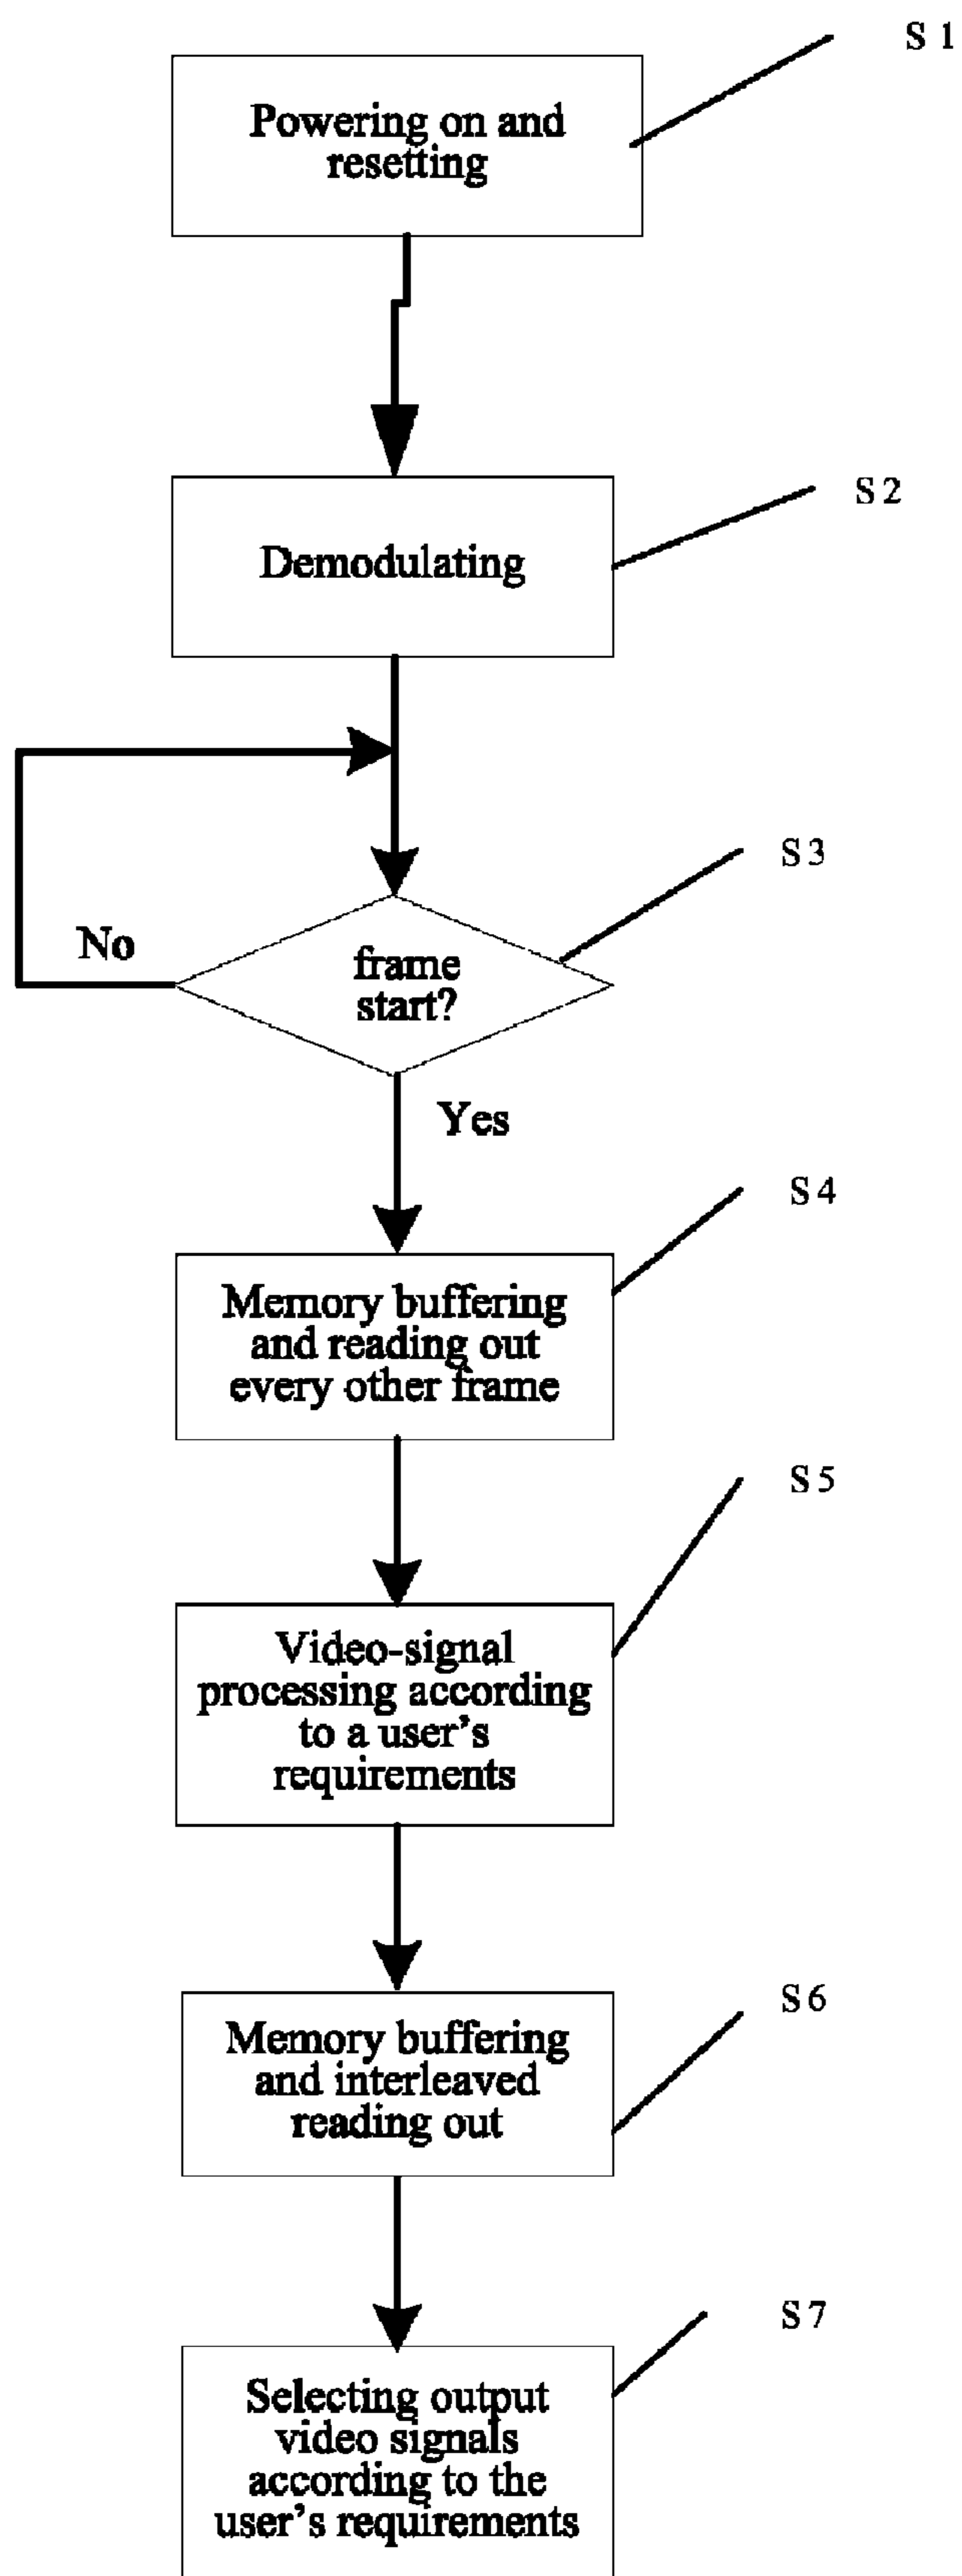 S 1
Powering on and
resetting
S 2
Demodulating
S 3
No
frame
start?
Yes
S 4
Memory buffering
and reading out
every other frame
S 5
Video-signal
processing according
to a user's
requirements
S 6
Memory buffering
and interleaved
reading out
S 7
Selecting output
video signals
according to the
user's requirements